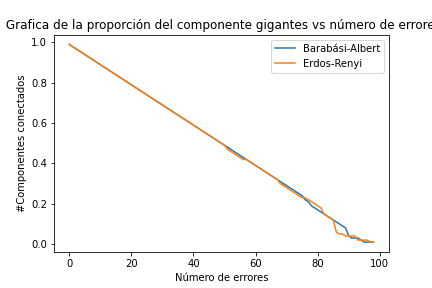 Grafica de la proporción del componente gigantes vs número de errore
1.0
0.8
0.6
0.4
0.2
0.0
#Componentes conectados
Barabási-Albert
Erdos-Renyi
0 20 40 60 80 100
Número de errores